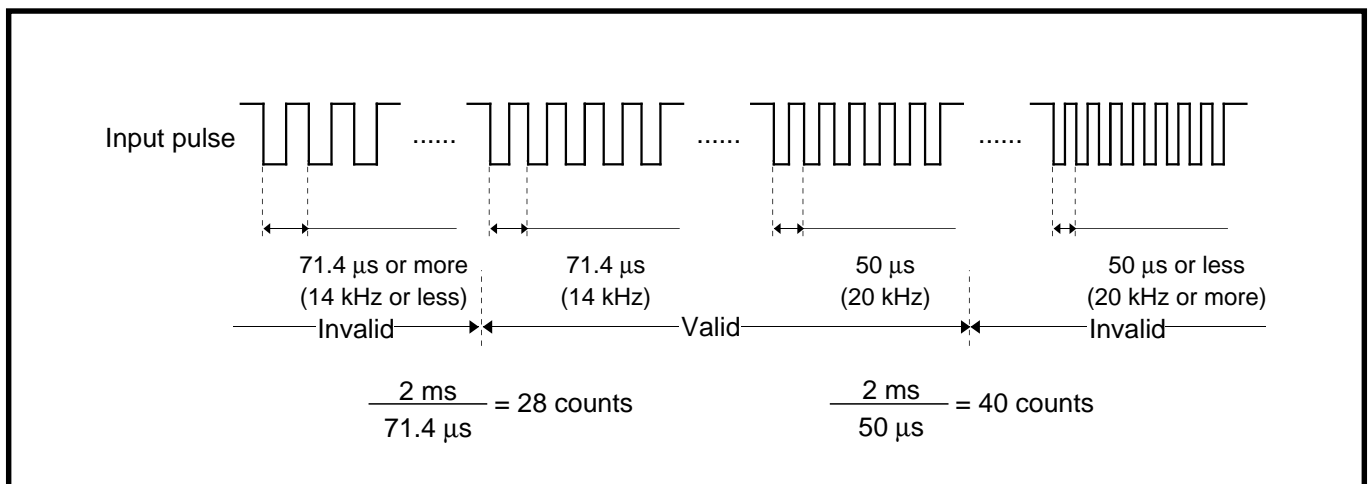 Input pulse ...... ...... ......
71.4 μs or more 71.4 μs 50 μs 50 μs or less
(14 kHz or less) (14 kHz) (20 kHz) (20 kHz or more)
Invalid Valid Invalid
2 ms
71.4 μs
= 28 counts
2 ms
50 μs
= 40 counts